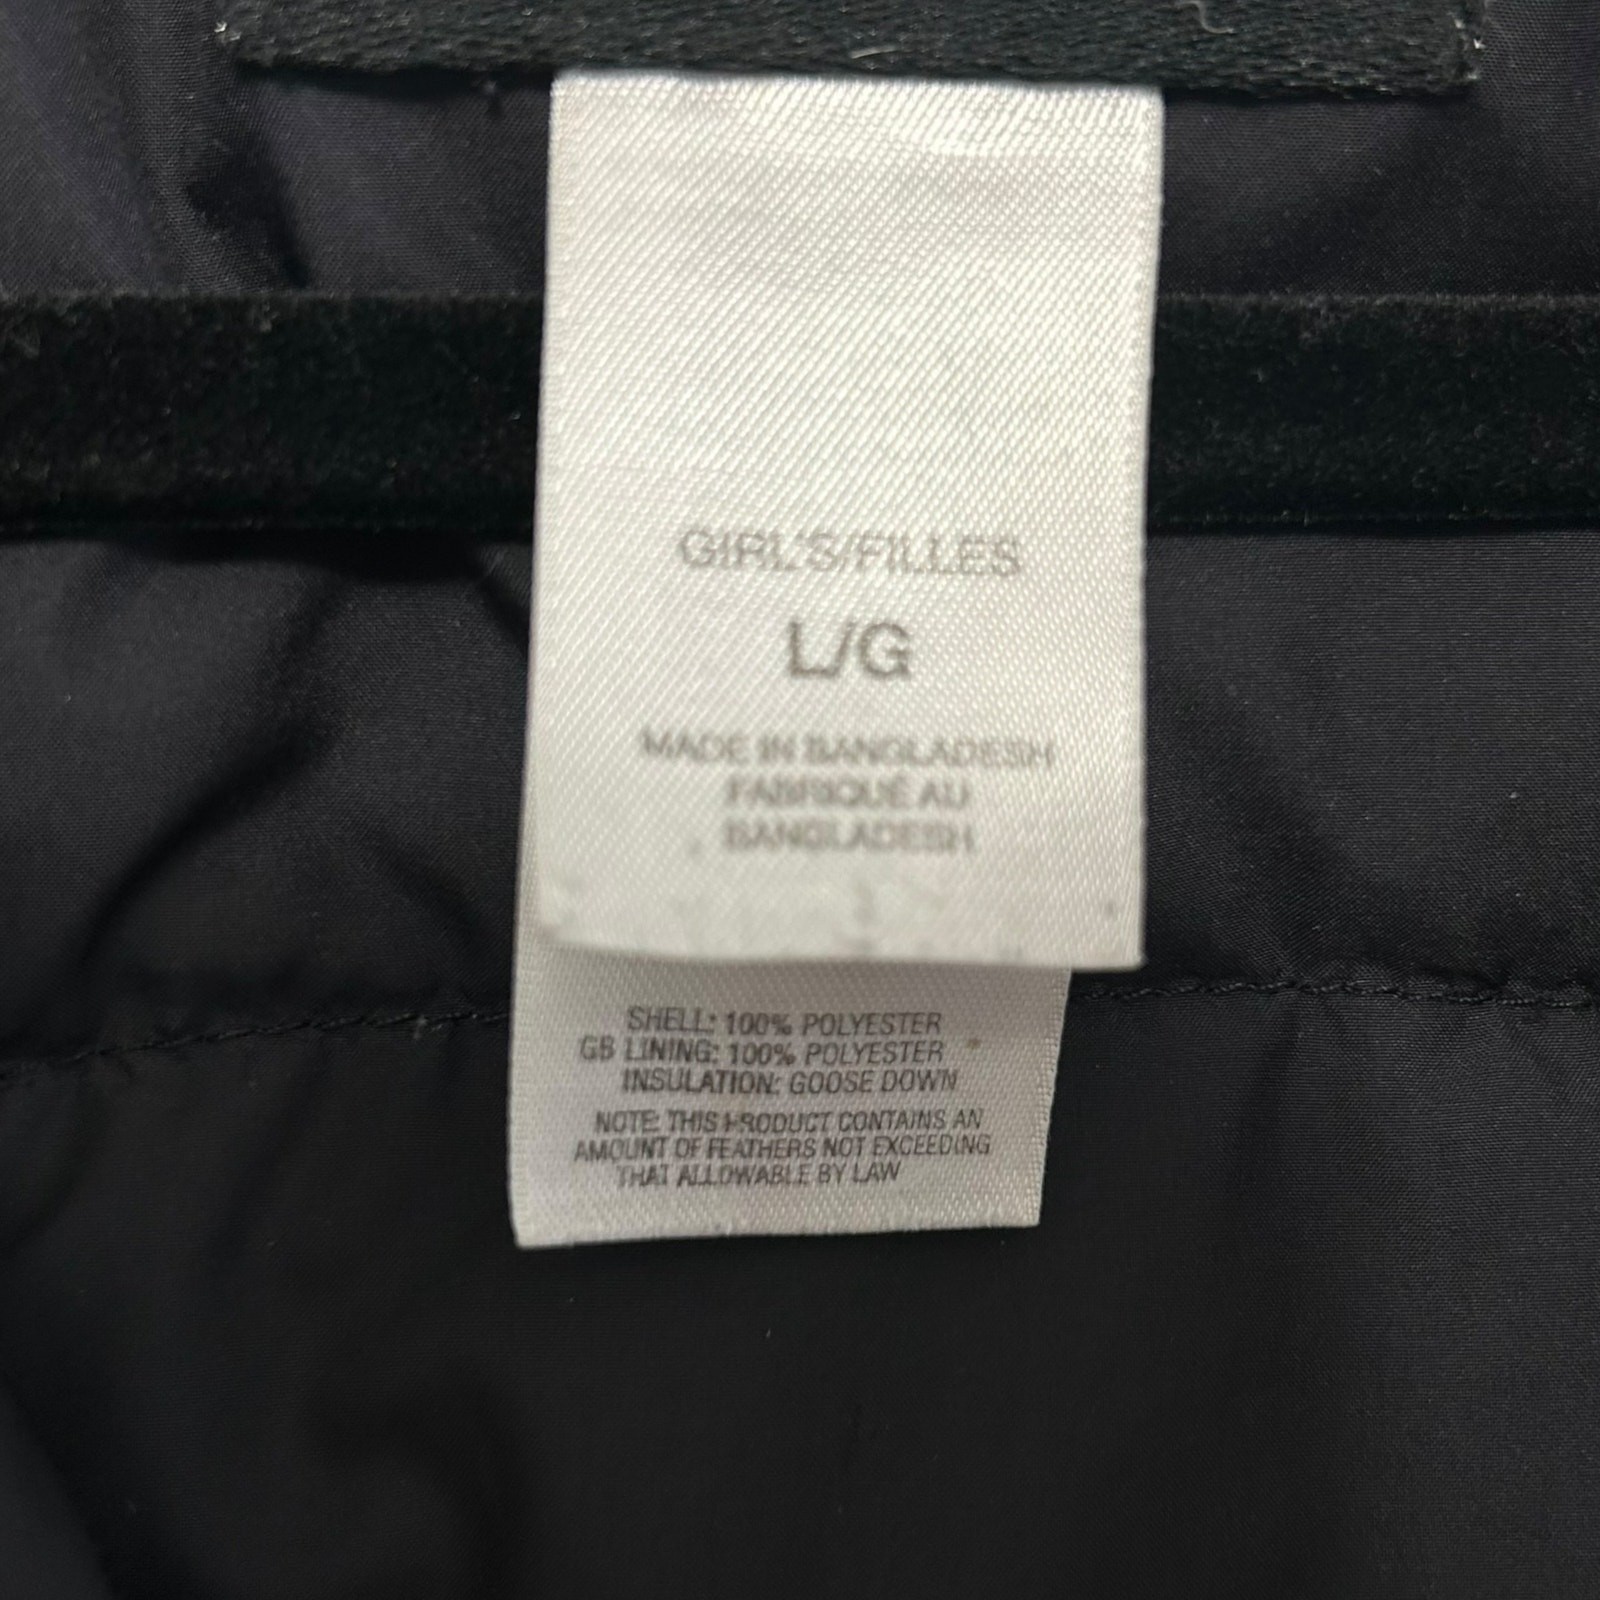 GIRL'S/FILLES
L/G
MADE IN BANGLADESH
FABRIQUÉ AU
BANGLADESH
SHELL: 100% POLYESTER
GB LINING: 100% POLYESTER
INSULATION: GOOSE DOWN
NOTE: THIS PRODUCT CONTAINS AN
AMOUNT OF FEATHERS NOT EXCEEDING
THAT ALLOWABLE BY LAW